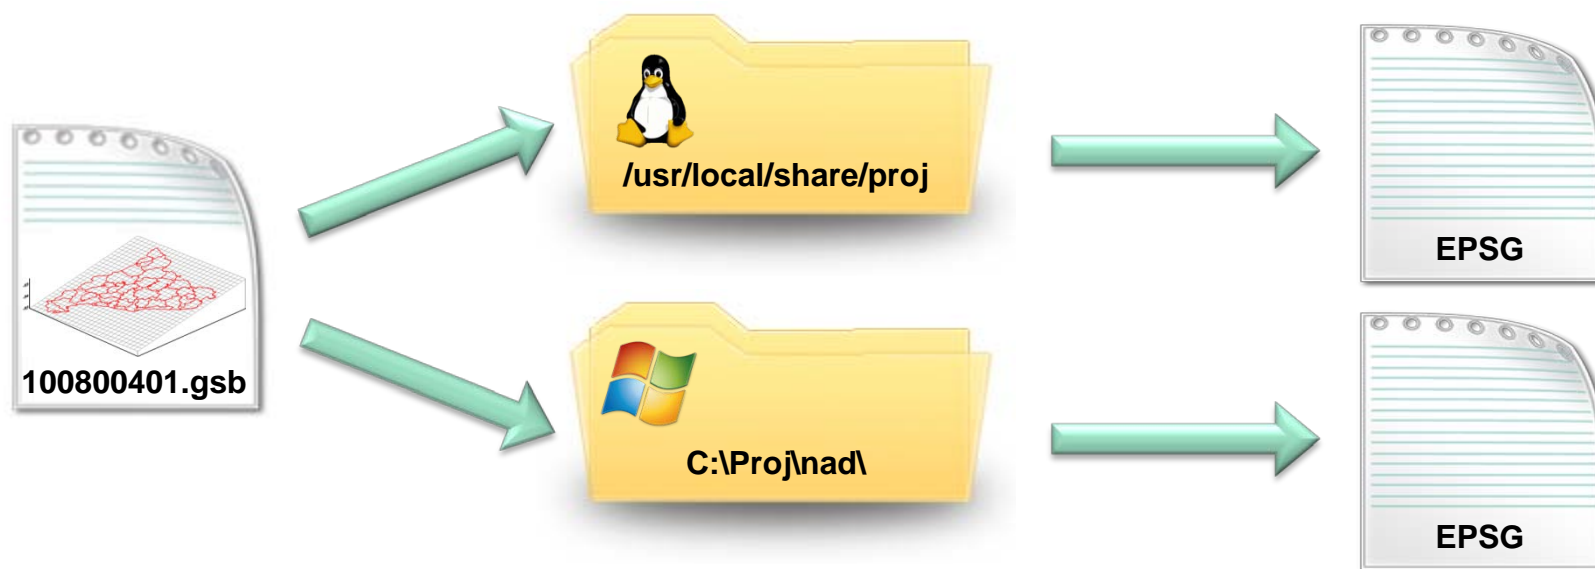 100800401.gsb
/usr/local/share/proj
EPSG
C:\Proj\nad\
EPSG